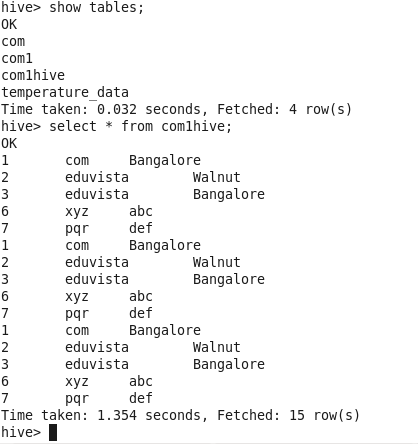 hive> show tables;
OK
com
com1
com1hive
temperature_data
Time taken: 0.032 seconds, Fetched: 4 row(s)
hive> select * from com1hive;
OK
1	com	Bangalore
2	eduvista	Walnut
3	eduvista	Bangalore
6	xyz	abc
7	pqr	def
1	com	Bangalore
2	eduvista	Walnut
3	eduvista	Bangalore
6	xyz	abc
7	pqr	def
1	com	Bangalore
2	eduvista	Walnut
3	eduvista	Bangalore
6	xyz	abc
7	pqr	def
Time taken: 1.354 seconds, Fetched: 15 row(s)
hive>